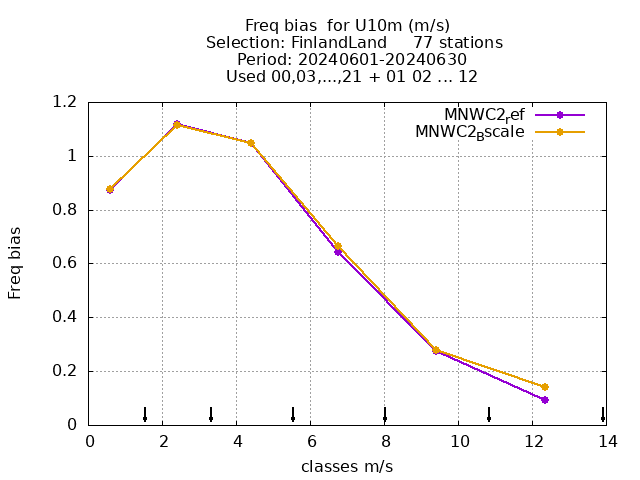 Freq bias  for U10m (m/s)
Selection: FinlandLand     77 stations
Period: 20240601-20240630
Used 00,03,...,21 + 01 02 ... 12
MNWC2_ref
MNWC2_Bscale
1.2
1
0.8
0.6
0.4
0.2
0
Freq bias
0 2 4 6 8 10 12 14
classes m/s